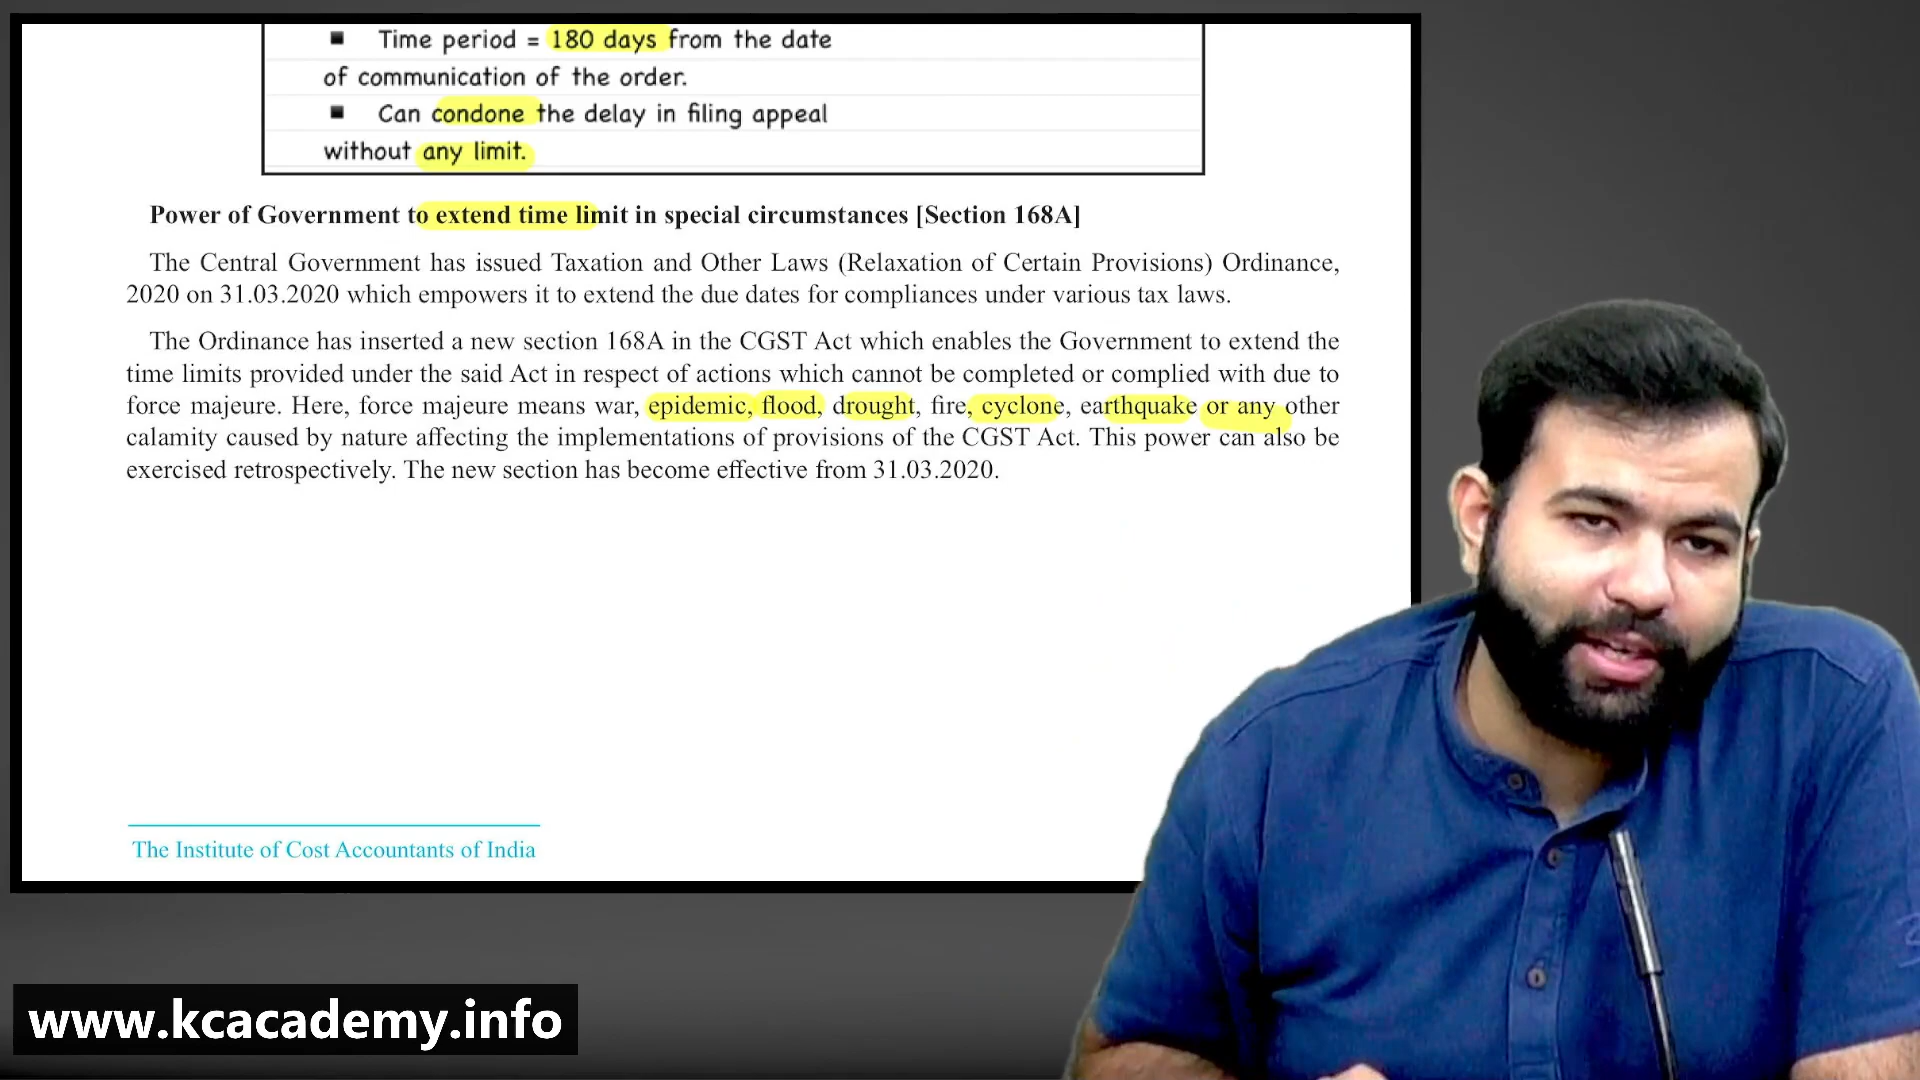 ■ Time period = 180 days from the date
of communication of the order.
■ Can condone the delay in filing appeal
without any limit.
Power of Government to extend time limit in special circumstances [Section 168A]
The Central Government has issued Taxation and Other Laws (Relaxation of Certain Provisions) Ordinance,
2020 on 31.03.2020 which empowers it to extend the due dates for compliances under various tax laws.
The Ordinance has inserted a new section 168A in the CGST Act which enables the Government to extend the
time limits provided under the said Act in respect of actions which cannot be completed or complied with due to
force majeure. Here, force majeure means war, epidemic, flood, drought, fire, cyclone, earthquake or any other
calamity caused by nature affecting the implementations of provisions of the CGST Act. This power can also be
exercised retrospectively. The new section has become effective from 31.03.2020.
The Institute of Cost Accountants of India
www.kcacademy.info